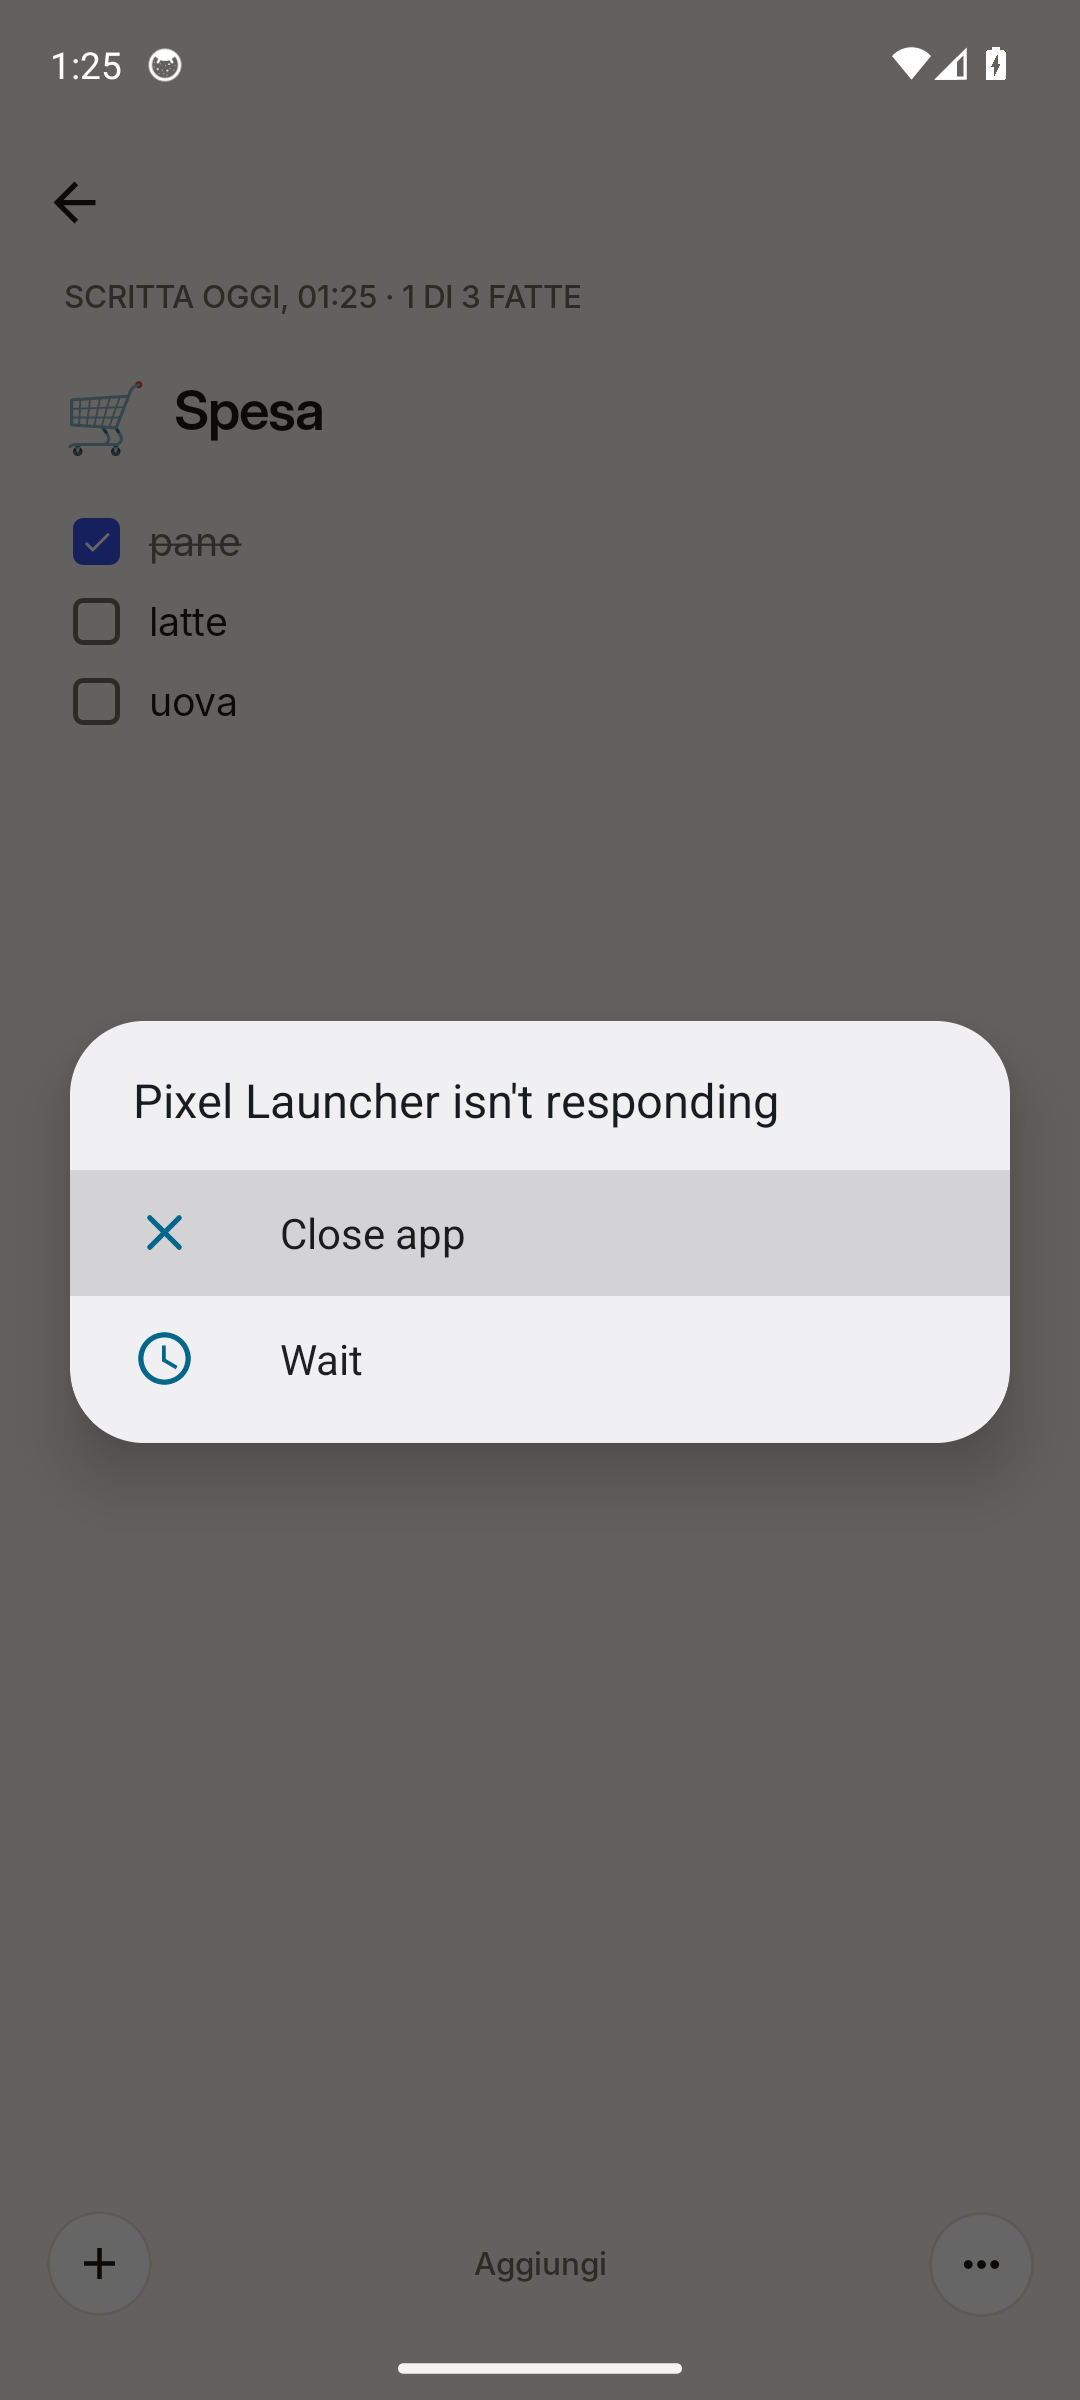 1:25
SCRITTA OGGI, 01:25 · 1 DI 3 FATTE
Spesa
pane
latte
uova
Pixel Launcher isn't responding
Close app
Wait
Aggiungi